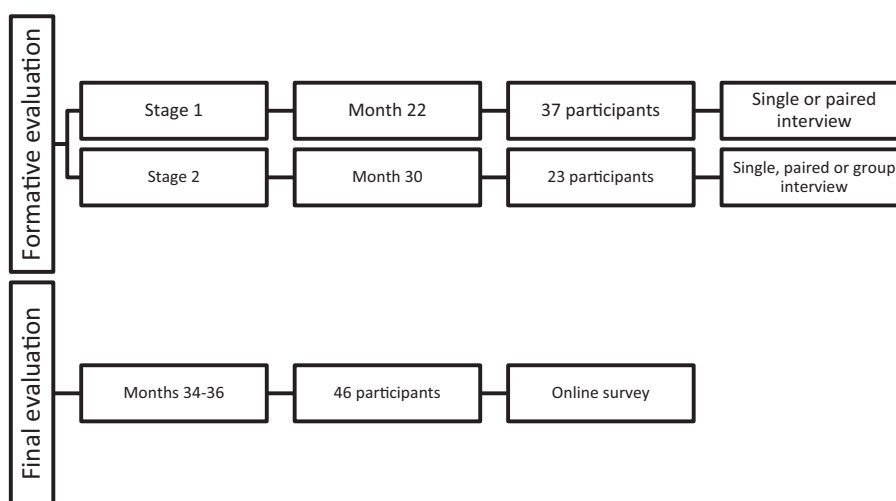 Formative evaluation
Stage 1
Month 22
37 participants
Single or paired
interview
Stage 2
Month 30
23 participants
Single, paired or group
interview
Final evaluation
Months 34-36
46 participants
Online survey